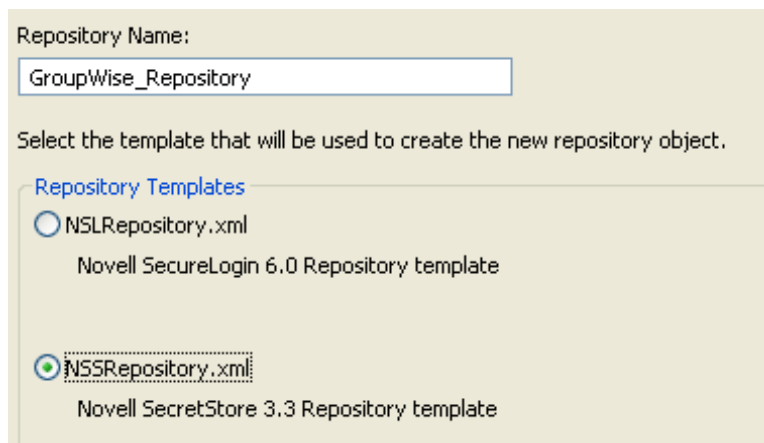 Repository Name:
GroupWise_Repository
Select the template that will be used to create the new repository object.
Repository Templates
NSLRepository.xml
Novell SecureLogin 6.0 Repository template
NSSRepository.xml
Novell SecretStore 3.3 Repository template